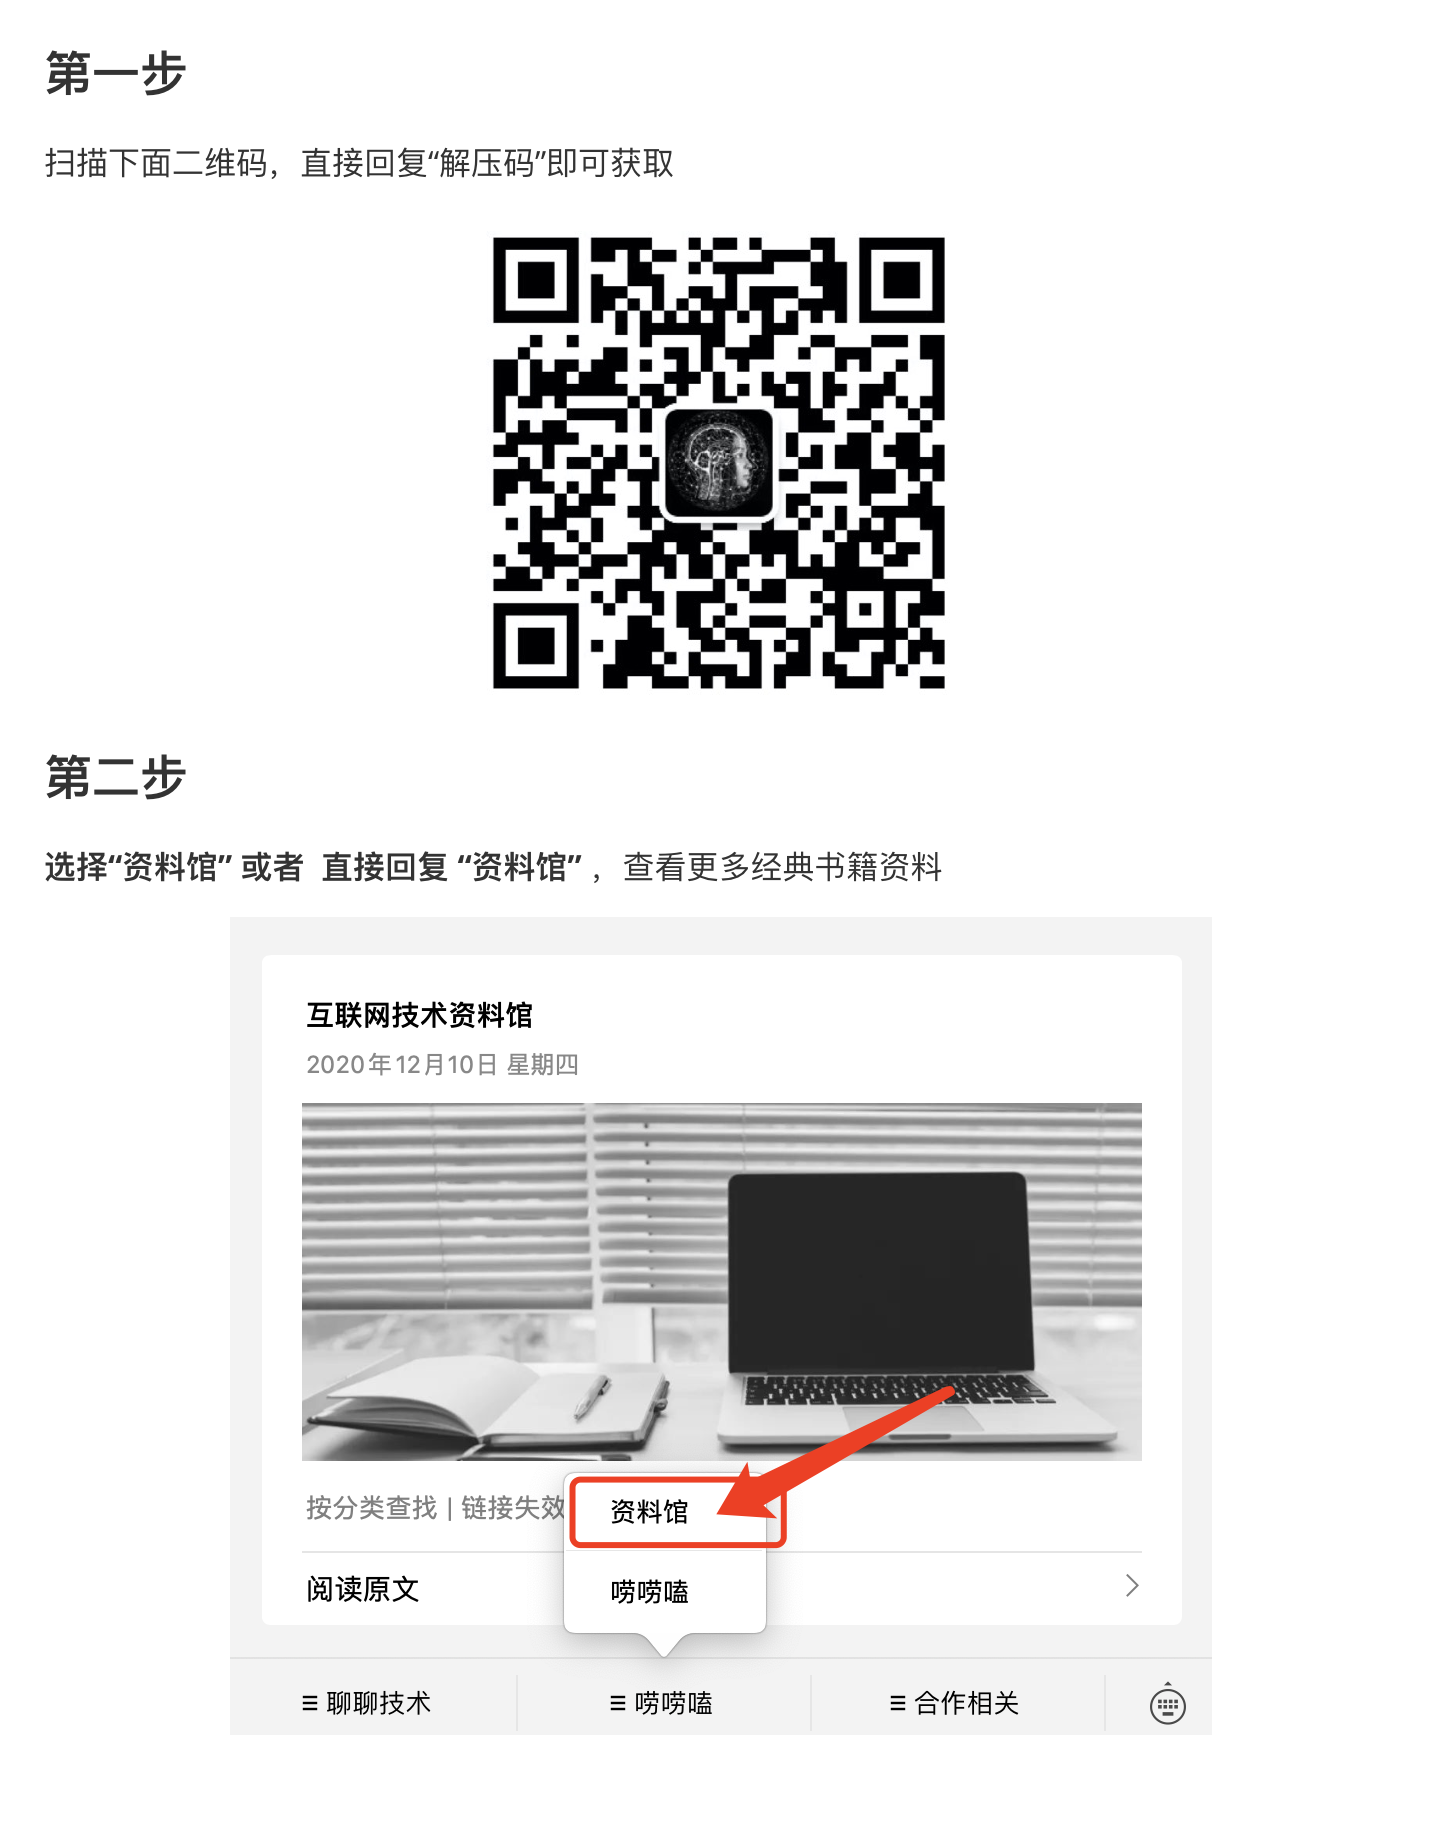 第一步
扫描下面二维码，直接回复“解压码”即可获取
第二步
选择“资料馆” 或者 直接回复 “资料馆” ，查看更多经典书籍资料
互联网技术资料馆
2020年12月10日 星期四
按分类查找 | 链接失效
资料馆
阅读原文
唠唠嗑
聊聊技术
唠唠嗑
合作相关